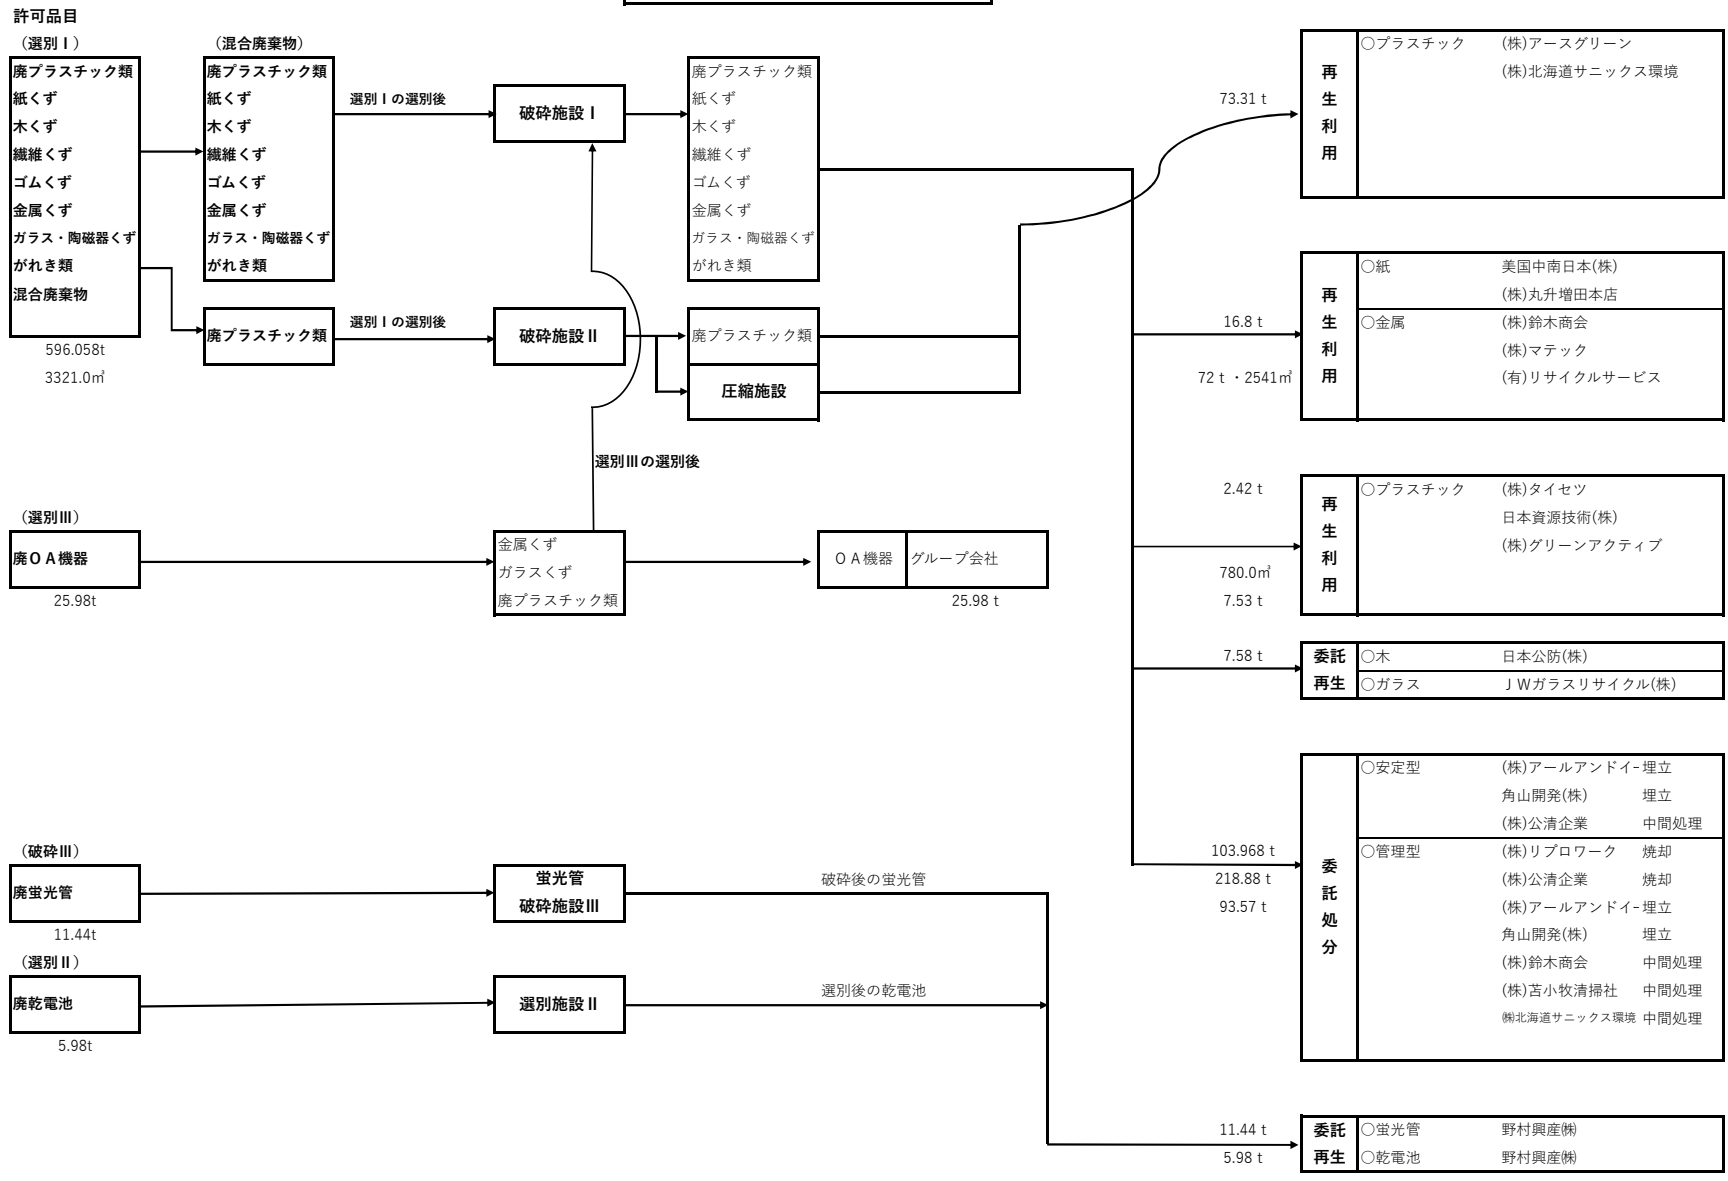 許可品目
（選別Ⅰ）
廃プラスチック類
紙くず
木くず
繊維くず
ゴムくず
金属くず
ガラス・陶磁器くず
がれき類
混合廃棄物
596.058t
3321.0㎥
（混合廃棄物）
廃プラスチック類
紙くず
木くず
繊維くず
ゴムくず
金属くず
ガラス・陶磁器くず
がれき類
廃プラスチック類
選別Ⅰの選別後
選別Ⅰの選別後
破砕施設Ⅰ
破砕施設Ⅱ
廃プラスチック類
紙くず
木くず
繊維くず
ゴムくず
金属くず
ガラス・陶磁器くず
がれき類
廃プラスチック類
圧縮施設
選別Ⅲの選別後
（選別Ⅲ）
廃ＯＡ機器
25.98t
金属くず
ガラスくず
廃プラスチック類
ＯＡ機器 グループ会社
25.98ｔ
（破砕Ⅲ）
廃蛍光管
11.44t
蛍光管
破砕施設Ⅲ
破砕後の蛍光管
（選別Ⅱ）
廃乾電池
5.98t
選別施設Ⅱ
選別後の乾電池
73.31ｔ
再生利用
〇プラスチック (株)アースグリーン
(株)北海道サニックス環境
16.8ｔ
72ｔ・2541㎥
再生利用
〇紙 美国中南日本(株)
(株)丸升増田本店
〇金属 (株)鈴木商会
(株)マテック
(有)リサイクルサービス
2.42ｔ
780.0㎥
7.53ｔ
再生利用
〇プラスチック (株)タイセツ
日本資源技術(株)
(株)グリーンアクティブ
7.58ｔ
委託
再生
〇木 日本公防(株)
〇ガラス ＪＷガラスリサイクル(株)
103.968ｔ
218.88ｔ
93.57ｔ
委託処分
〇安定型 (株)アールアンドイｰ 埋立
角山開発(株) 埋立
(株)公清企業 中間処理
〇管理型 (株)リプロワーク 焼却
(株)公清企業 焼却
(株)アールアンドイｰ 埋立
角山開発(株) 埋立
(株)鈴木商会 中間処理
(株)苫小牧清掃社 中間処理
㈱北海道サニックス環境 中間処理
11.44ｔ
5.98ｔ
委託
再生
〇蛍光管 野村興産㈱
〇乾電池 野村興産㈱